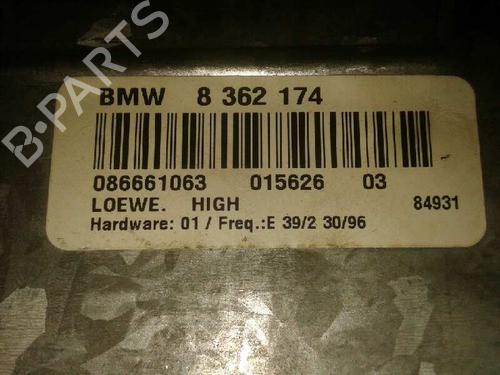 B-PARTS
BMW 8 362 174
086661063 015626 03
LOEWE. HIGH 84931
Hardware: 01 / Freq.:E 39/2 30/96